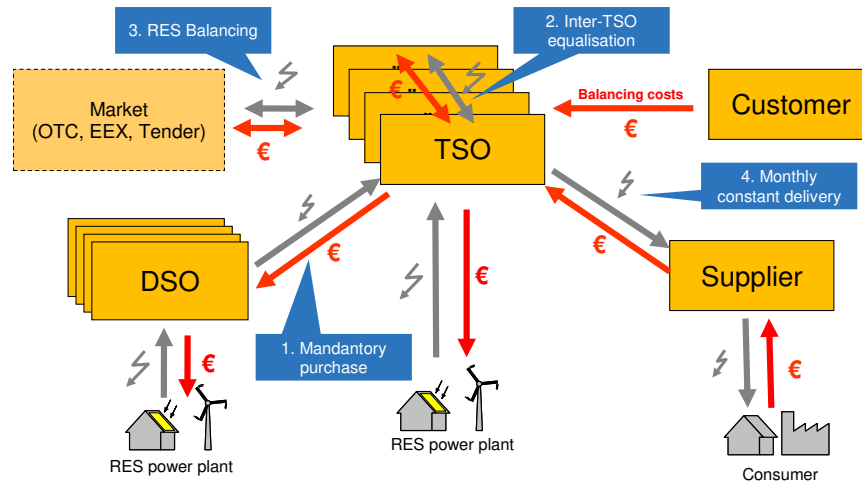 3. RES Balancing
2. Inter-TSO
equalisation
Market
(OTC, EEX, Tender)
€
€
TSO
Balancing costs
€
Customer
4. Monthly
constant delivery
DSO
€
€
€
Supplier
1. Mandantory
purchase
€
€
RES power plant
RES power plant
Consumer